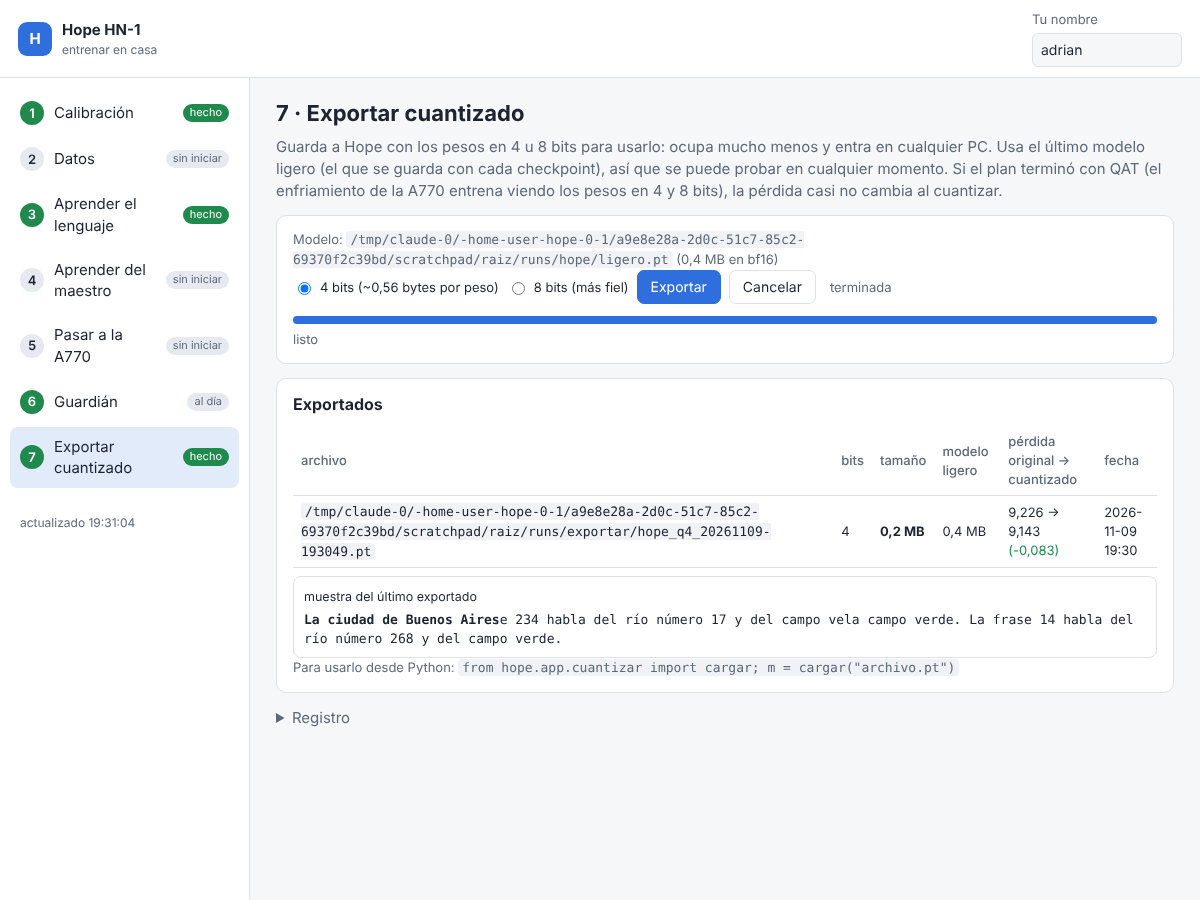 H
Hope HN-1
entrenar en casa
Tu nombre
adrian
1 Calibración hecho
2 Datos sin iniciar
3 Aprender el
lenguaje hecho
4 Aprender del
maestro sin iniciar
5 Pasar a la
A770 sin iniciar
6 Guardián al día
7 Exportar
cuantizado hecho
actualizado 19:31:04
7 · Exportar cuantizado
Guarda a Hope con los pesos en 4 u 8 bits para usarlo: ocupa mucho menos y entra en cualquier PC. Usa el último modelo
ligero (el que se guarda con cada checkpoint), así que se puede probar en cualquier momento. Si el plan terminó con QAT (el
enfriamiento de la A770 entrena viendo los pesos en 4 y 8 bits), la pérdida casi no cambia al cuantizar.
Modelo: /tmp/claude-0/-home-user-hope-0-1/a9e8e28a-2d0c-51c7-85c2-
69370f2c39bd/scratchpad/raiz/runs/hope/ligero.pt (0,4 MB en bf16)
4 bits (~0,56 bytes por peso) 8 bits (más fiel) Exportar Cancelar terminada
listo
Exportados
archivo bits tamaño modelo
ligero pérdida
original →
cuantizado fecha
/tmp/claude-0/-home-user-hope-0-1/a9e8e28a-2d0c-51c7-85c2-
69370f2c39bd/scratchpad/raiz/runs/exportar/hope_q4_20261109-
193049.pt
4 0,2 MB 0,4 MB
9,226 →
9,143
(-0,083)
2026-
11-09
19:30
muestra del último exportado
La ciudad de Buenos Airese 234 habla del río número 17 y del campo vela campo verde. La frase 14 habla del
río número 268 y del campo verde.
Para usarlo desde Python: from hope.app.cuantizar import cargar; m = cargar("archivo.pt")
Registro